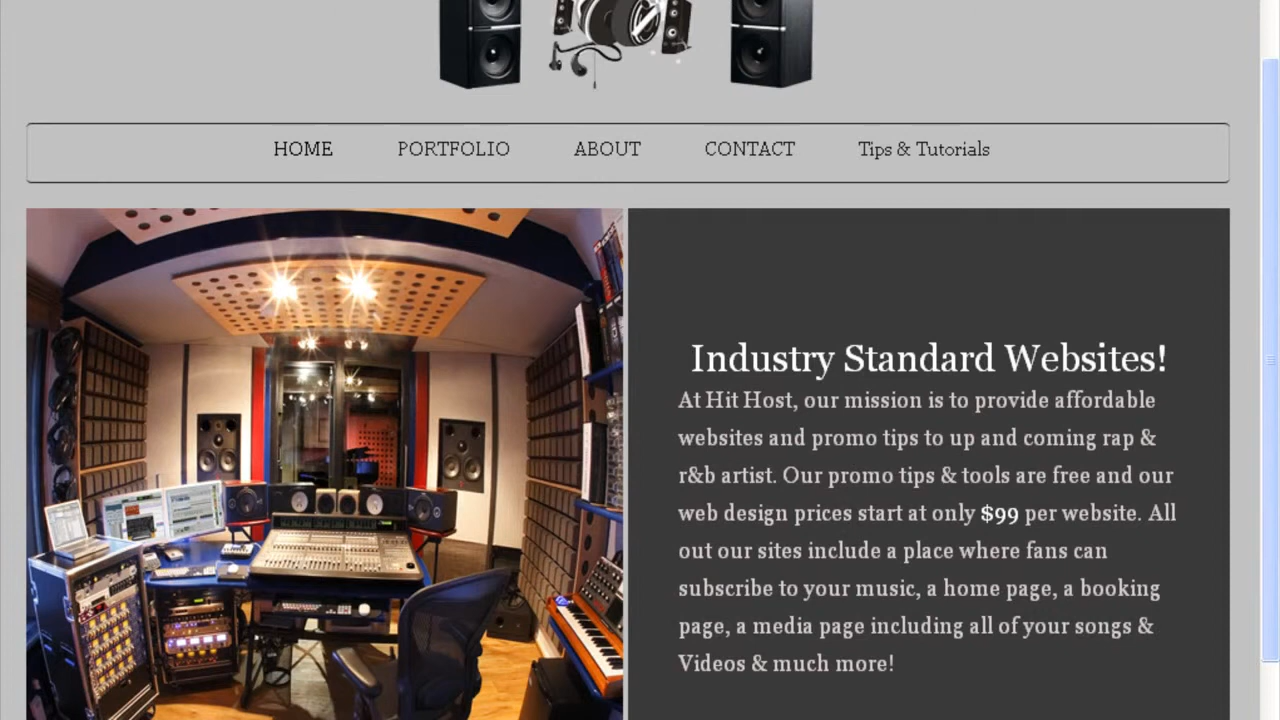 HOME PORTFOLIO ABOUT CONTACT Tips & Tutorials
Industry Standard Websites!
At Hit Host, our mission is to provide affordable
websites and promo tips to up and coming rap &
r&b artist. Our promo tips & tools are free and our
web design prices start at only $99 per website. All
out our sites include a place where fans can
subscribe to your music, a home page, a booking
page, a media page including all of your songs &
Videos & much more!